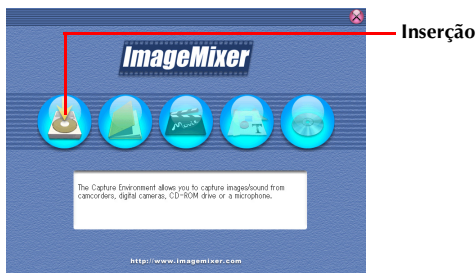 Inserção
ImageMixer
Movie
T
The Capture Environment allows you to capture images/sound from
camcorders, digital cameras, CD-ROM drive or a microphone.
http://www.imagemixer.com